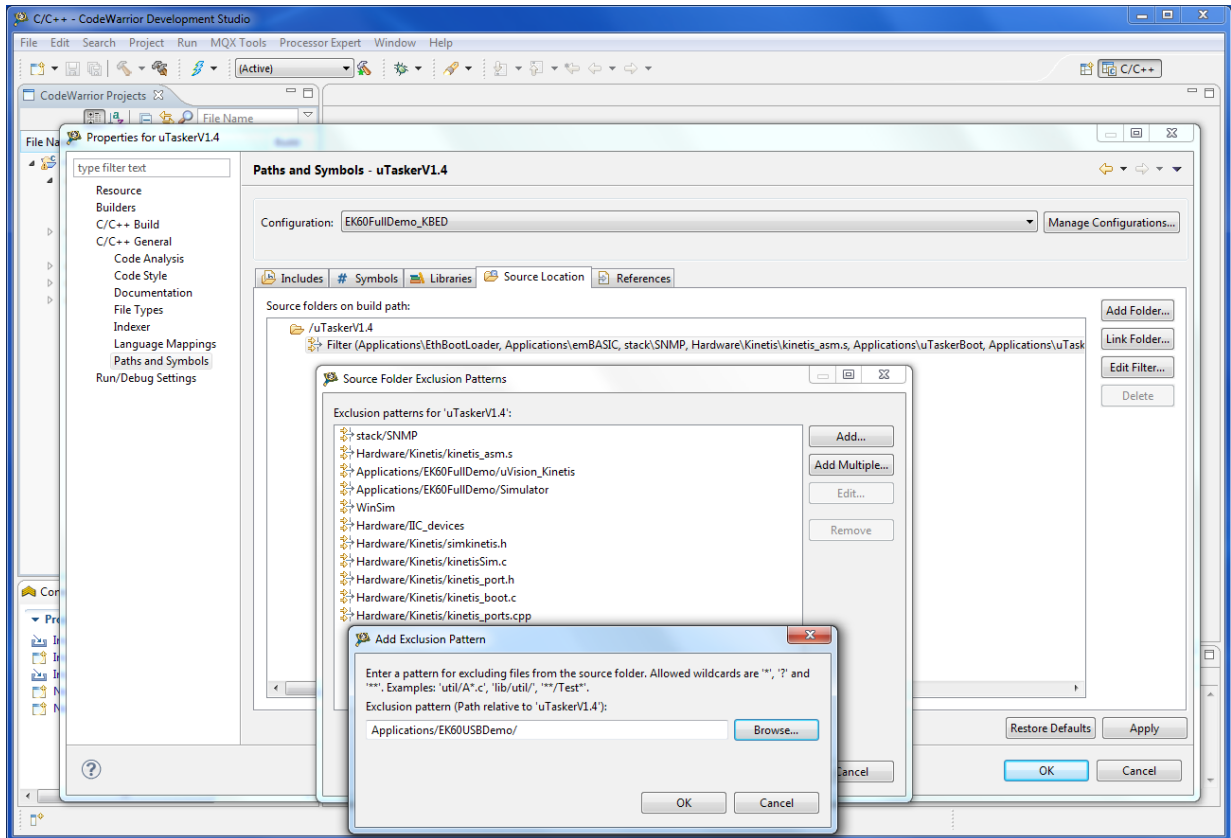 C/C++ - CodeWarrior Development Studio
File Edit Search Project Run MQX Tools Processor Expert Window Help
(Active)
C/C++
CodeWarrior Projects
File Name
File Na
Properties for uTaskerV1.4
type filter text
Paths and Symbols - uTaskerV1.4
Resource
Builders
C/C++ Build
C/C++ General
Code Analysis
Code Style
Documentation
File Types
Indexer
Language Mappings
Paths and Symbols
Run/Debug Settings
Configuration: EK60FullDemo_KBED
Manage Configurations...
Includes # Symbols Libraries Source Location References
Source folders on build path:
/uTaskerV1.4
Filter (Applications\EthBootLoader, Applications\emBASIC, stack\SNMP, Hardware\Kinetis\kinetis_asm.s, Applications\uTaskerBoot, Applications\uTask
Add Folder...
Link Folder...
Edit Filter...
Delete
Source Folder Exclusion Patterns
Exclusion patterns for 'uTaskerV1.4':
stack/SNMP
Hardware/Kinetis/kinetis_asm.s
Applications/EK60FullDemo/uVision_Kinetis
Applications/EK60FullDemo/Simulator
WinSim
Hardware/IIC_devices
Hardware/Kinetis/simkinetis.h
Hardware/Kinetis/kinetisSim.c
Hardware/Kinetis/kinetis_port.h
Hardware/Kinetis/kinetis_boot.c
Hardware/Kinetis/kinetis_ports.cpp
Add...
Add Multiple...
Edit...
Remove
Cancel
Add Exclusion Pattern
Enter a pattern for excluding files from the source folder. Allowed wildcards are '*', '?' and
'**'. Examples: 'util/A*.c', 'lib/util/', '**/Test*'.
Exclusion pattern (Path relative to 'uTaskerV1.4'):
Applications/EK60USBDemo/
Browse...
OK Cancel
Restore Defaults Apply
OK Cancel
Con
Pro